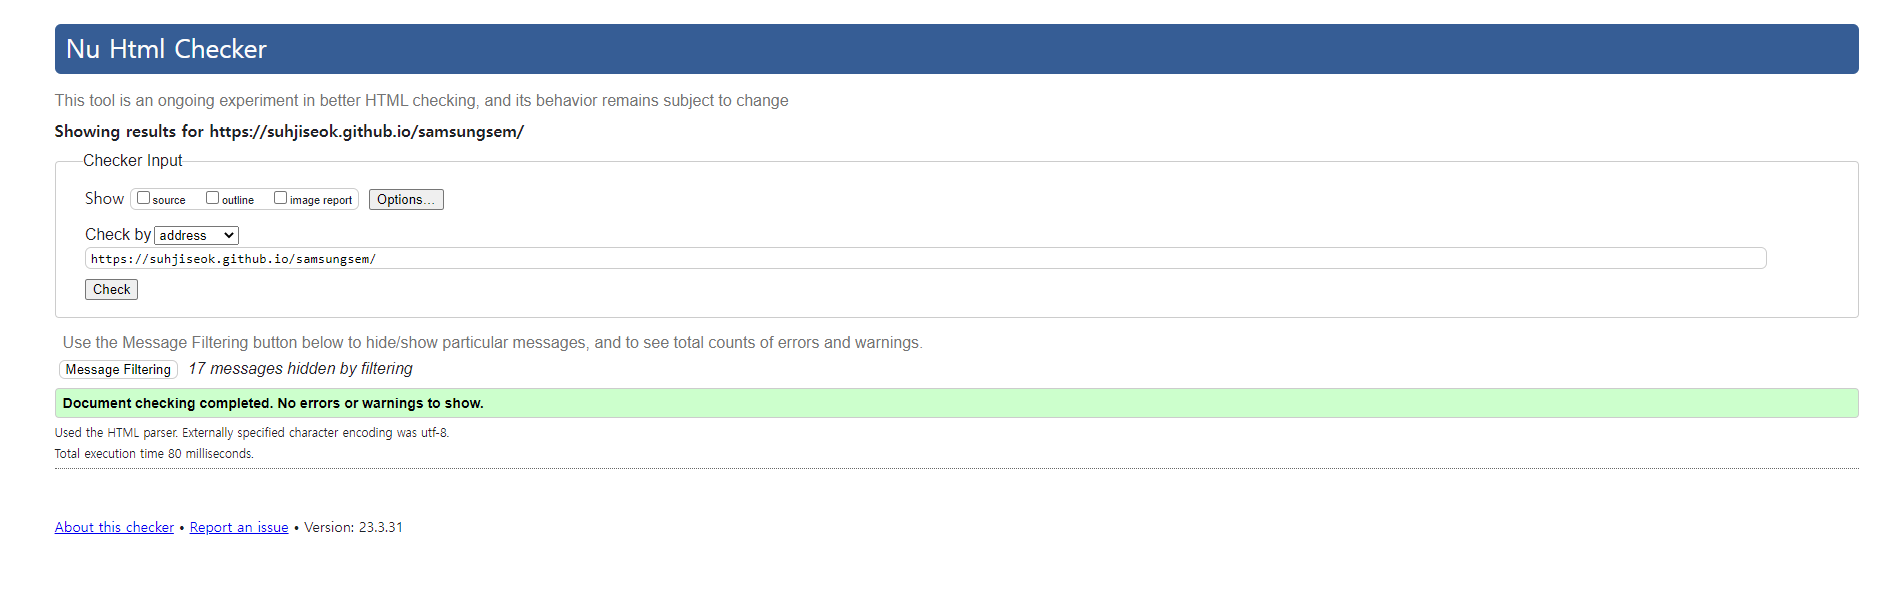 Nu Html Checker
This tool is an ongoing experiment in better HTML checking, and its behavior remains subject to change
Showing results for https://suhjiseok.github.io/samsungsem/
Checker Input
Show source outline image report Options...
Check by address
https://suhjiseok.github.io/samsungsem/
Check
Use the Message Filtering button below to hide/show particular messages, and to see total counts of errors and warnings.
Message Filtering 17 messages hidden by filtering
Document checking completed. No errors or warnings to show.
Used the HTML parser. Externally specified character encoding was utf-8.
Total execution time 80 milliseconds.
About this checker • Report an issue • Version: 23.3.31